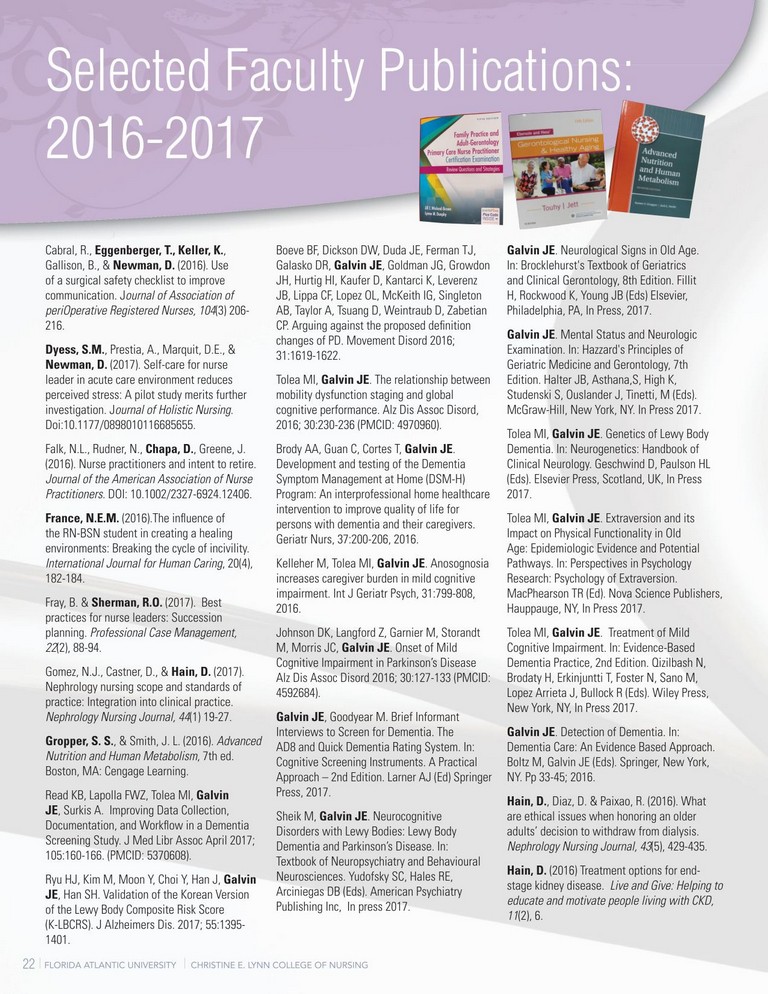 Selected Faculty Publications:
2016-2017
Family Practice and
Adult-Gerontology
Primary Care Nurse Practitioner
Certification Examination
Review Questions and Strategies
Gerontological Nursing
& Healthy Aging
Touhy | Jett
Advanced
Nutrition
and Human
Metabolism
Cabral, R., Eggenberger, T., Keller, K.,
Gallison, B., & Newman, D. (2016). Use
of a surgical safety checklist to improve
communication. Journal of Association of
periOperative Registered Nurses, 104(3) 206-
216.
Dyess, S.M., Prestia, A., Marquit, D.E., &
Newman, D. (2017). Self-care for nurse
leader in acute care environment reduces
perceived stress: A pilot study merits further
investigation. Journal of Holistic Nursing.
Doi:10.1177/0898010116685655.
Falk, N.L., Rudner, N., Chapa, D., Greene, J.
(2016). Nurse practitioners and intent to retire.
Journal of the American Association of Nurse
Practitioners. DOI: 10.1002/2327-6924.12406.
France, N.E.M. (2016).The influence of
the RN-BSN student in creating a healing
environments: Breaking the cycle of incivility.
International Journal for Human Caring, 20(4),
182-184.
Fray, B. & Sherman, R.O. (2017). Best
practices for nurse leaders: Succession
planning. Professional Case Management,
22(2), 88-94.
Gomez, N.J., Castner, D., & Hain, D. (2017).
Nephrology nursing scope and standards of
practice: Integration into clinical practice.
Nephrology Nursing Journal, 44(1) 19-27.
Gropper, S. S., & Smith, J. L. (2016). Advanced
Nutrition and Human Metabolism, 7th ed.
Boston, MA: Cengage Learning.
Read KB, Lapolla FWZ, Tolea MI, Galvin
JE, Surkis A. Improving Data Collection,
Documentation, and Workflow in a Dementia
Screening Study. J Med Libr Assoc April 2017;
105:160-166. (PMCID: 5370608).
Ryu HJ, Kim M, Moon Y, Choi Y, Han J, Galvin
JE, Han SH. Validation of the Korean Version
of the Lewy Body Composite Risk Score
(K-LBCRS). J Alzheimers Dis. 2017; 55:1395-
1401.
Boeve BF, Dickson DW, Duda JE, Ferman TJ,
Galasko DR, Galvin JE, Goldman JG, Growdon
JH, Hurtig HI, Kaufer D, Kantarci K, Leverenz
JB, Lippa CF, Lopez OL, McKeith IG, Singleton
AB, Taylor A, Tsuang D, Weintraub D, Zabetian
CP. Arguing against the proposed definition
changes of PD. Movement Disord 2016;
31:1619-1622.
Tolea MI, Galvin JE. The relationship between
mobility dysfunction staging and global
cognitive performance. Alz Dis Assoc Disord,
2016; 30:230-236 (PMCID: 4970960).
Brody AA, Guan C, Cortes T, Galvin JE.
Development and testing of the Dementia
Symptom Management at Home (DSM-H)
Program: An interprofessional home healthcare
intervention to improve quality of life for
persons with dementia and their caregivers.
Geriatr Nurs, 37:200-206, 2016.
Kelleher M, Tolea MI, Galvin JE. Anosognosia
increases caregiver burden in mild cognitive
impairment. Int J Geriatr Psych, 31:799-808,
2016.
Johnson DK, Langford Z, Garnier M, Storandt
M, Morris JC, Galvin JE. Onset of Mild
Cognitive Impairment in Parkinson's Disease
Alz Dis Assoc Disord 2016; 30:127-133 (PMCID:
4592684).
Galvin JE, Goodyear M. Brief Informant
Interviews to Screen for Dementia. The
AD8 and Quick Dementia Rating System. In:
Cognitive Screening Instruments. A Practical
Approach – 2nd Edition. Larner AJ (Ed) Springer
Press, 2017.
Sheik M, Galvin JE. Neurocognitive
Disorders with Lewy Bodies: Lewy Body
Dementia and Parkinson's Disease. In:
Textbook of Neuropsychiatry and Behavioural
Neurosciences. Yudofsky SC, Hales RE,
Arciniegas DB (Eds). American Psychiatry
Publishing Inc, In press 2017.
Galvin JE. Neurological Signs in Old Age.
In: Brocklehurst's Textbook of Geriatrics
and Clinical Gerontology, 8th Edition. Fillit
H, Rockwood K, Young JB (Eds) Elsevier,
Philadelphia, PA, In Press, 2017.
Galvin JE. Mental Status and Neurologic
Examination. In: Hazzard's Principles of
Geriatric Medicine and Gerontology, 7th
Edition. Halter JB, Asthana,S, High K,
Studenski S, Ouslander J, Tinetti, M (Eds).
McGraw-Hill, New York, NY. In Press 2017.
Tolea MI, Galvin JE. Genetics of Lewy Body
Dementia. In: Neurogenetics: Handbook of
Clinical Neurology. Geschwind D, Paulson HL
(Eds). Elsevier Press, Scotland, UK, In Press
2017.
Tolea MI, Galvin JE. Extraversion and its
Impact on Physical Functionality in Old
Age: Epidemiologic Evidence and Potential
Pathways. In: Perspectives in Psychology
Research: Psychology of Extraversion.
MacPhearson TR (Ed). Nova Science Publishers,
Hauppauge, NY, In Press 2017.
Tolea MI, Galvin JE. Treatment of Mild
Cognitive Impairment. In: Evidence-Based
Dementia Practice, 2nd Edition. Qizilbash N,
Brodaty H, Erkinjuntti T, Foster N, Sano M,
Lopez Arrieta J, Bullock R (Eds). Wiley Press,
New York, NY, In Press 2017.
Galvin JE. Detection of Dementia. In:
Dementia Care: An Evidence Based Approach.
Boltz M, Galvin JE (Eds). Springer, New York,
NY. Pp 33-45; 2016.
Hain, D., Diaz, D. & Paixao, R. (2016). What
are ethical issues when honoring an older
adults' decision to withdraw from dialysis.
Nephrology Nursing Journal, 43(5), 429-435.
Hain, D. (2016) Treatment options for end-
stage kidney disease. Live and Give: Helping to
educate and motivate people living with CKD,
11(2), 6.
22 | FLORIDA ATLANTIC UNIVERSITY | CHRISTINE E. LYNN COLLEGE OF NURSING